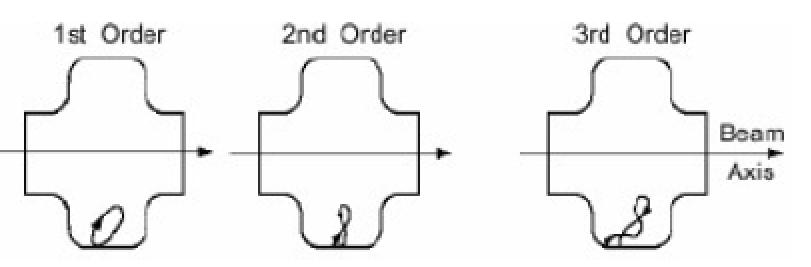 1st Order
2nd Order
3rd Order
Beam
Axis